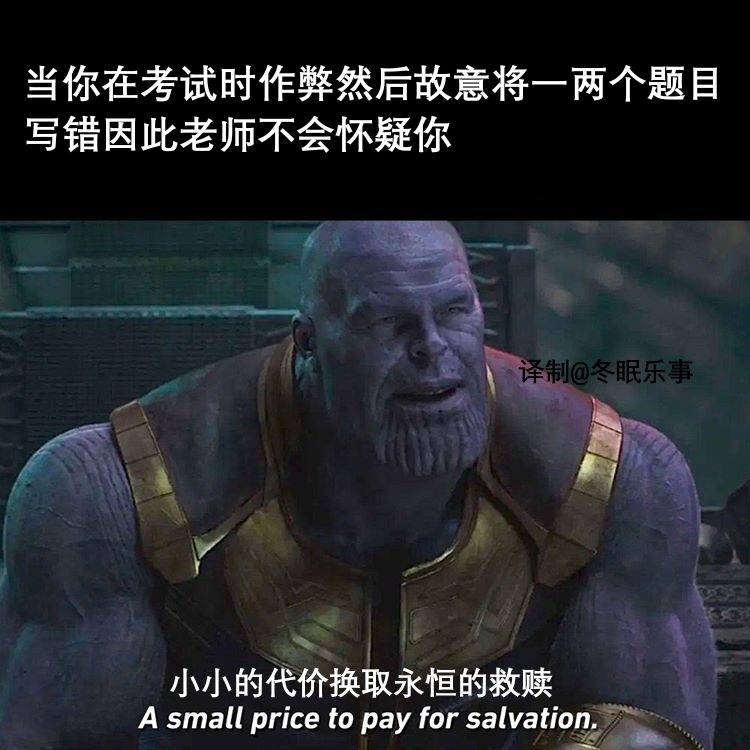 当你在考试时作弊然后故意将一两个题目
写错因此老师不会怀疑你
译制@冬眠乐事
小小的代价换取永恒的救赎
A small price to pay for salvation.